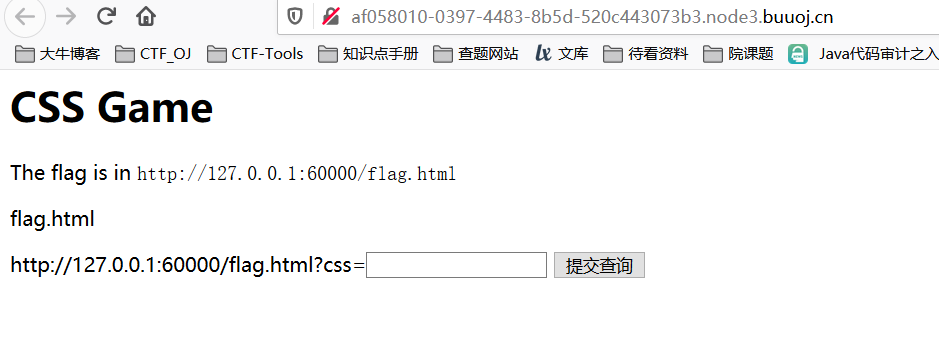 af058010-0397-4483-8b5d-520c443073b3.node3.buuoj.cn
大牛博客 CTF_OJ CTF-Tools 知识点手册 查题网站 lx 文库 待看资料 院课题 Java代码审计之入
CSS Game
The flag is in http://127.0.0.1:60000/flag.html
flag.html
http://127.0.0.1:60000/flag.html?css= 提交查询